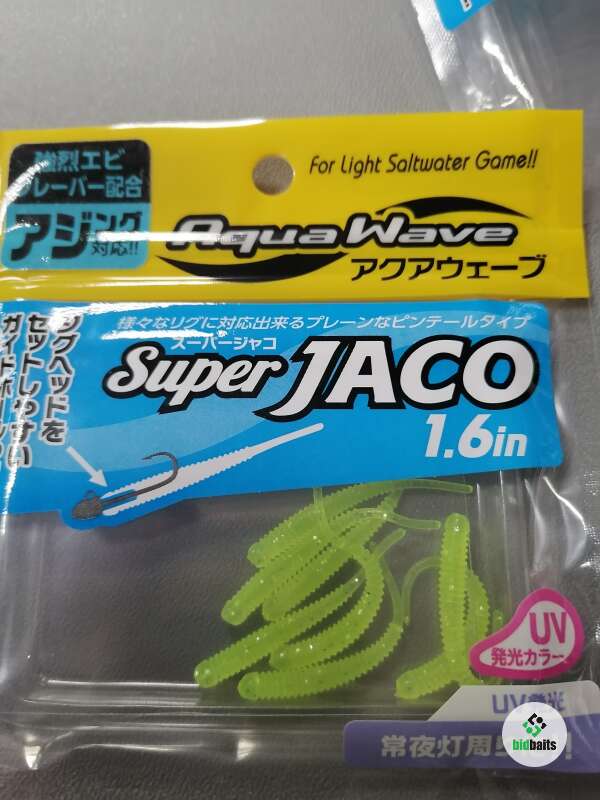 強烈エビ
フレーバー配合
アジング
対応!!
For Light Saltwater Game!!
AquaWave
アクアウェーブ
様々なリグに対応出来るプレーンなピンテールタイプ
スーパージャコ
Super JACO
1.6in
ジグヘッドを
セットしやすい
UV
発光カラー
UV発光
常夜灯周
bidbaits